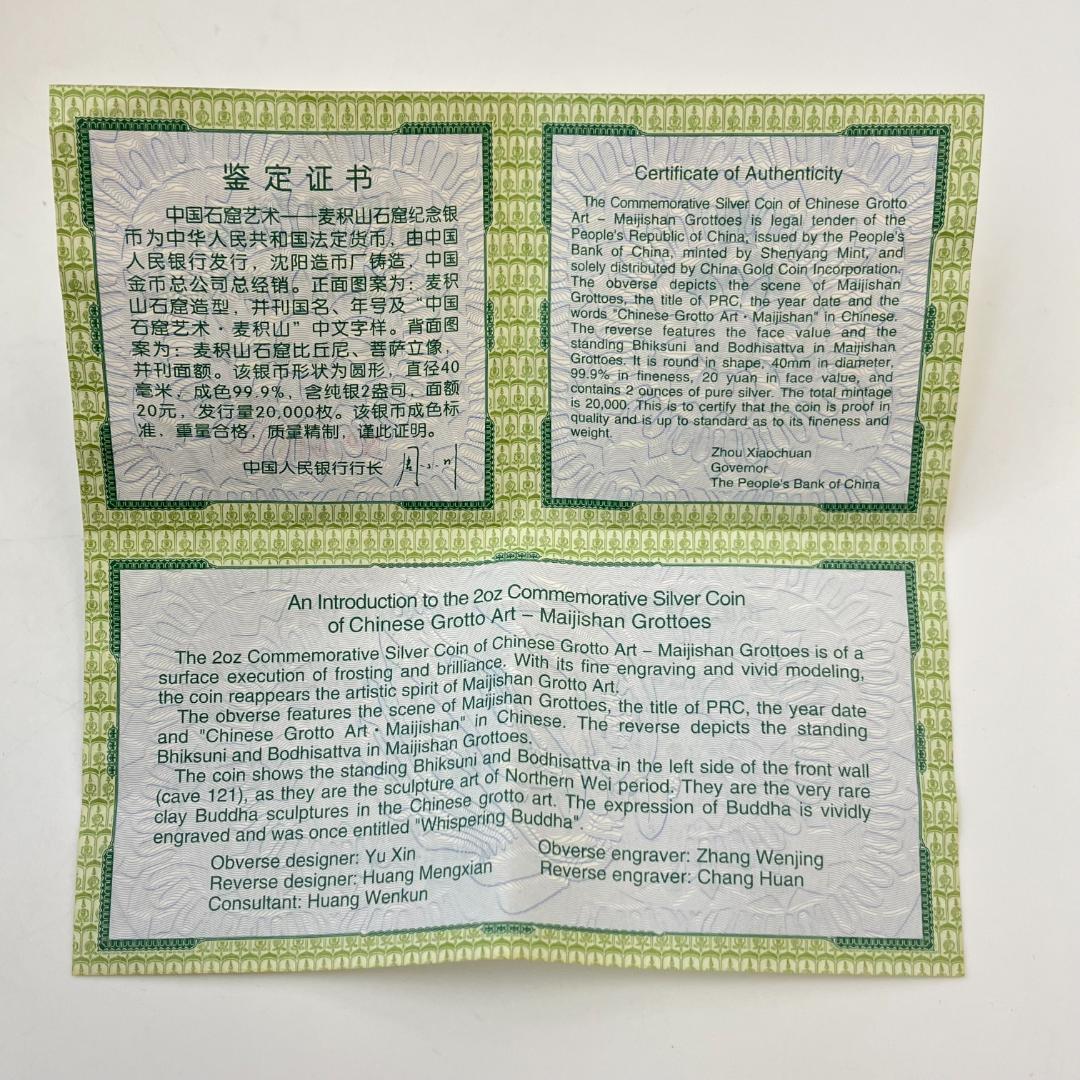 鉴定证书
中国石窟艺术——麦积山石窟纪念银
币为中华人民共和国法定货币，由中国
人民银行发行，沈阳造币厂铸造，中国
金币总公司总经销。正面图案为：麦积
山石窟造型，并刊国名、年号及“中国
石窟艺术·麦积山”中文字样。背面图
案为：麦积山石窟比丘尼、菩萨立像，
并刊面额。该银币形状为圆形，直径40
毫米，成色99.9%，含纯银2盎司，面额
20元，发行量20,000枚。该银币成色标
准，重量合格，质量精制，谨此证明。
中国人民银行行长
Certificate of Authenticity
The Commemorative Silver Coin of Chinese Grotto
Art – Maijishan Grottoes is legal tender of the
People's Republic of China, issued by the People's
Bank of China, minted by Shenyang Mint, and
solely distributed by China Gold Coin Incorporation.
The obverse depicts the scene of Maijishan
Grottoes, the title of PRC, the year date and the
words "Chinese Grotto Art · Maijishan" in Chinese.
The reverse features the face value and the
standing Bhiksuni and Bodhisattva in Maijishan
Grottoes. It is round in shape, 40mm in diameter,
99.9% in fineness, 20 yuan in face value, and
contains 2 ounces of pure silver. The total mintage
is 20,000. This is to certify that the coin is proof in
quality and is up to standard as to its fineness and
weight.
Zhou Xiaochuan
Governor
The People's Bank of China
An Introduction to the 2oz Commemorative Silver Coin
of Chinese Grotto Art – Maijishan Grottoes
The 2oz Commemorative Silver Coin of Chinese Grotto Art – Maijishan Grottoes is of a
surface execution of frosting and brilliance. With its fine engraving and vivid modeling,
the coin reappears the artistic spirit of Maijishan Grotto Art.
The obverse features the scene of Maijishan Grottoes, the title of PRC, the year date
and "Chinese Grotto Art · Maijishan" in Chinese. The reverse depicts the standing
Bhiksuni and Bodhisattva in Maijishan Grottoes.
The coin shows the standing Bhiksuni and Bodhisattva in the left side of the front wall
(cave 121), as they are the sculpture art of Northern Wei period. They are the very rare
clay Buddha sculptures in the Chinese grotto art. The expression of Buddha is vividly
engraved and was once entitled "Whispering Buddha".
Obverse designer: Yu Xin
Reverse designer: Huang Mengxian
Consultant: Huang Wenkun
Obverse engraver: Zhang Wenjing
Reverse engraver: Chang Huan